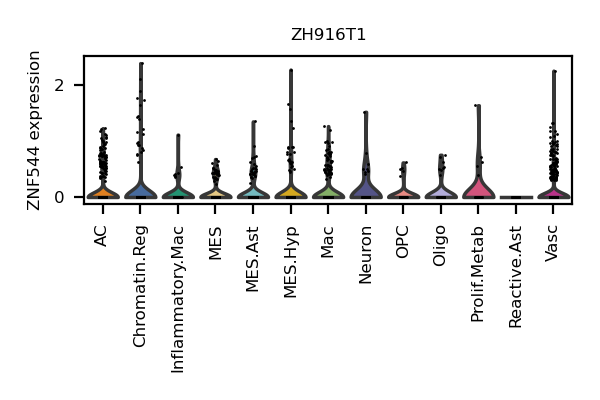 ZH916T1
ZNF544 expression
2
0
AC
Chromatin.Reg
Inflammatory.Mac
MES
MES.Ast
MES.Hyp
Mac
Neuron
OPC
Oligo
Prolif.Metab
Reactive.Ast
Vasc